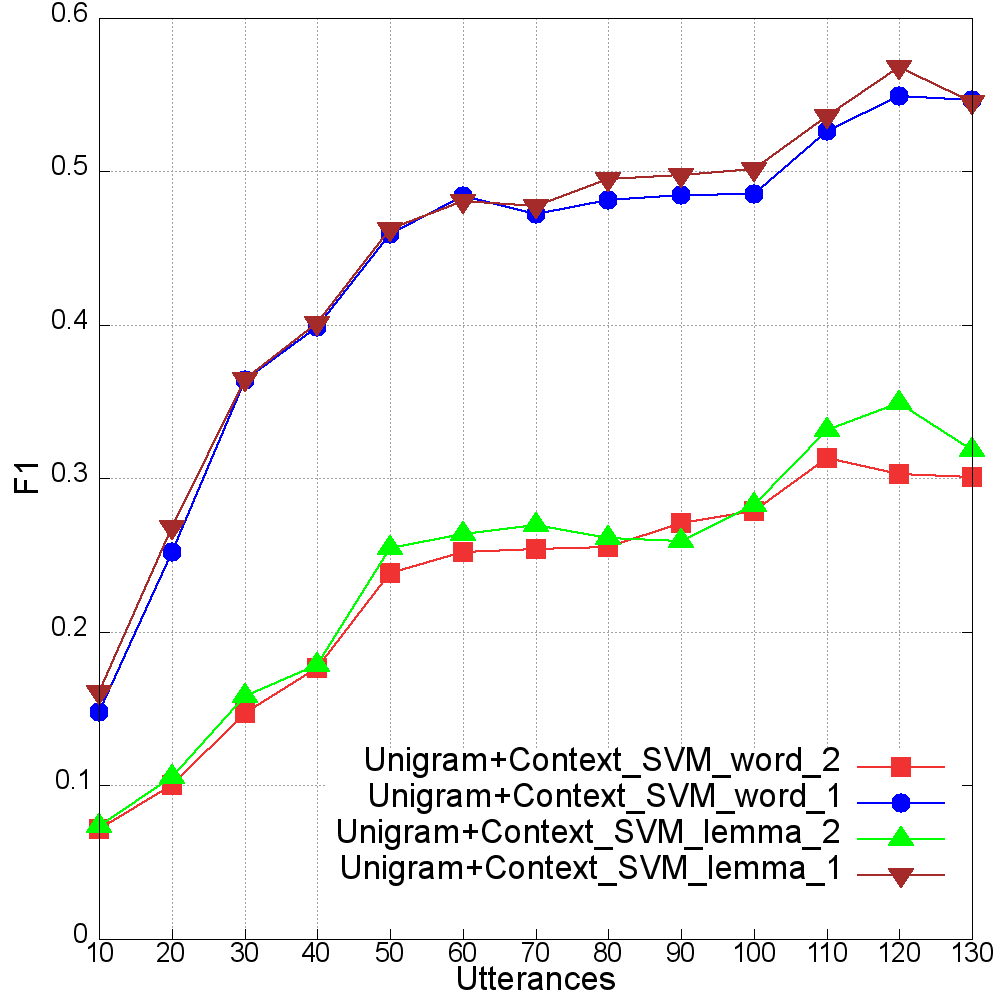 0.6
0.5
0.4
0.3
0.2
0.1
0
F1
Unigram+Context_SVM_word_2
Unigram+Context_SVM_word_1
Unigram+Context_SVM_lemma_2
Unigram+Context_SVM_lemma_1
10 20 30 40 50 60 70 80 90 100 110 120 130
Utterances